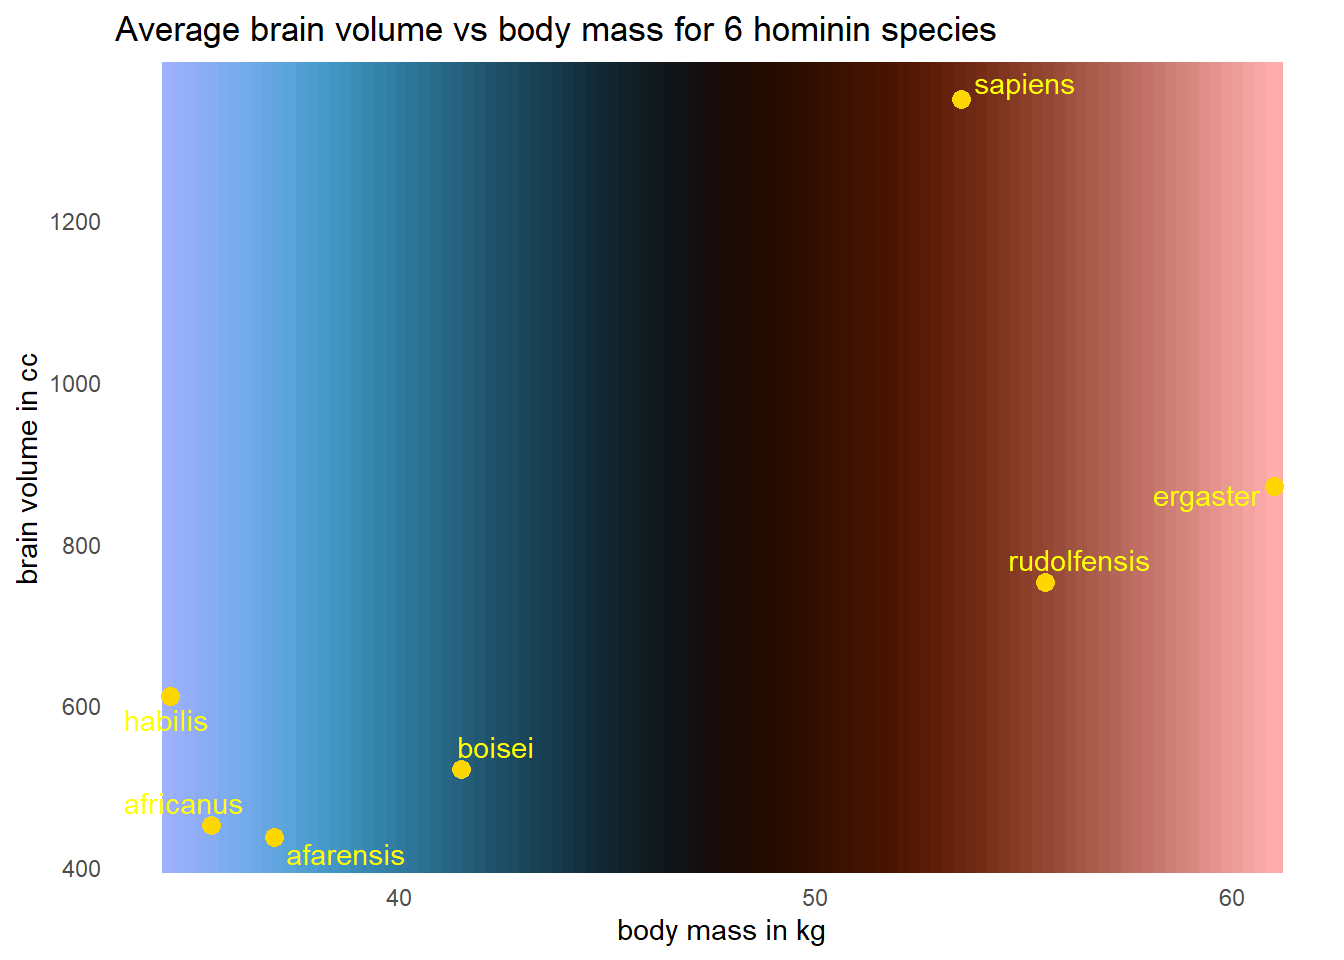 Average brain volume vs body mass for 6 hominin species
sapiens
1200
1000
ergaster
800
rudolfensis
600
habilis
boisei
africanus
afarensis
400
40
50
60
body mass in kg
brain volume in cc